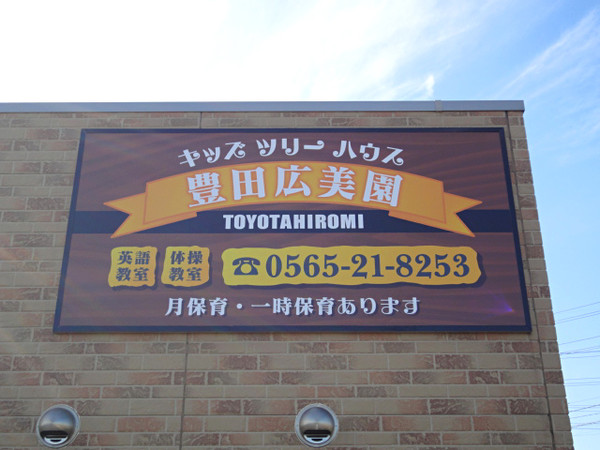 キッズ ツリー ハウス
豊田広美園
TOYOTAHIROMI
英語教室
体操教室
☎0565-21-8253
月保育・一時保育あります